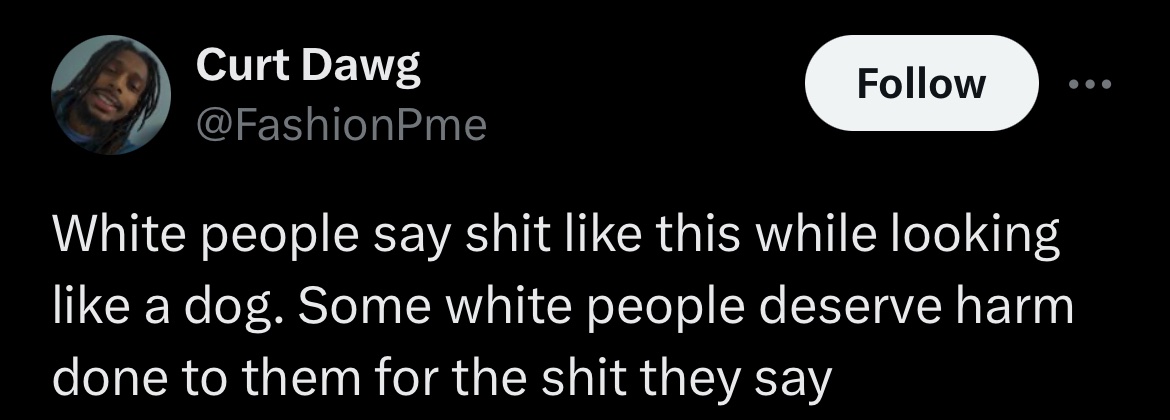 Curt Dawg
Follow
@FashionPme
White people say shit like this while looking
like a dog. Some white people deserve harm
done to them for the shit they say